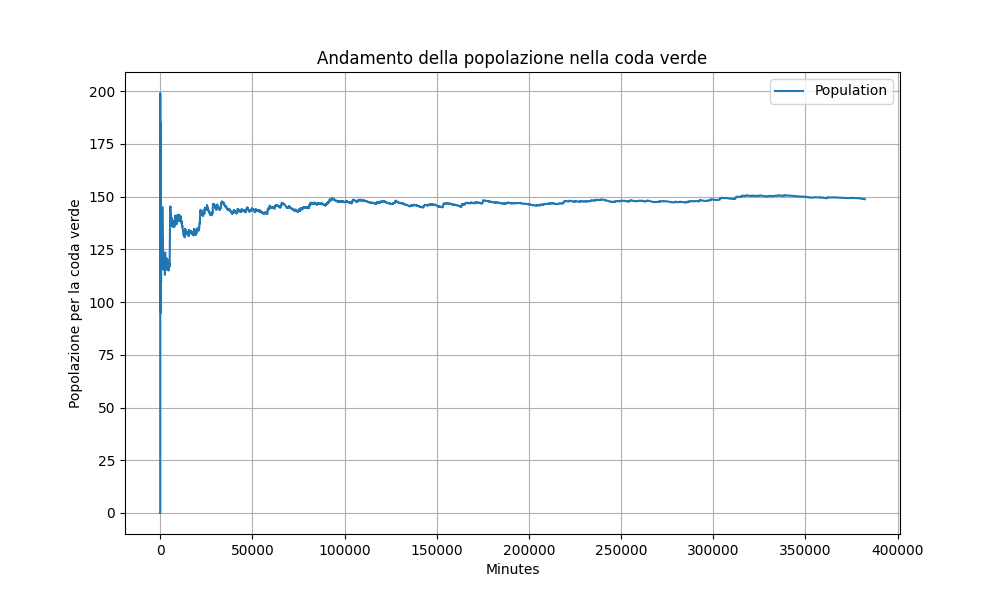 Andamento della popolazione nella coda verde
Population
200
175
150
125
100
75
50
25
0
Popolazione per la coda verde
0 50000 100000 150000 200000 250000 300000 350000 400000
Minutes